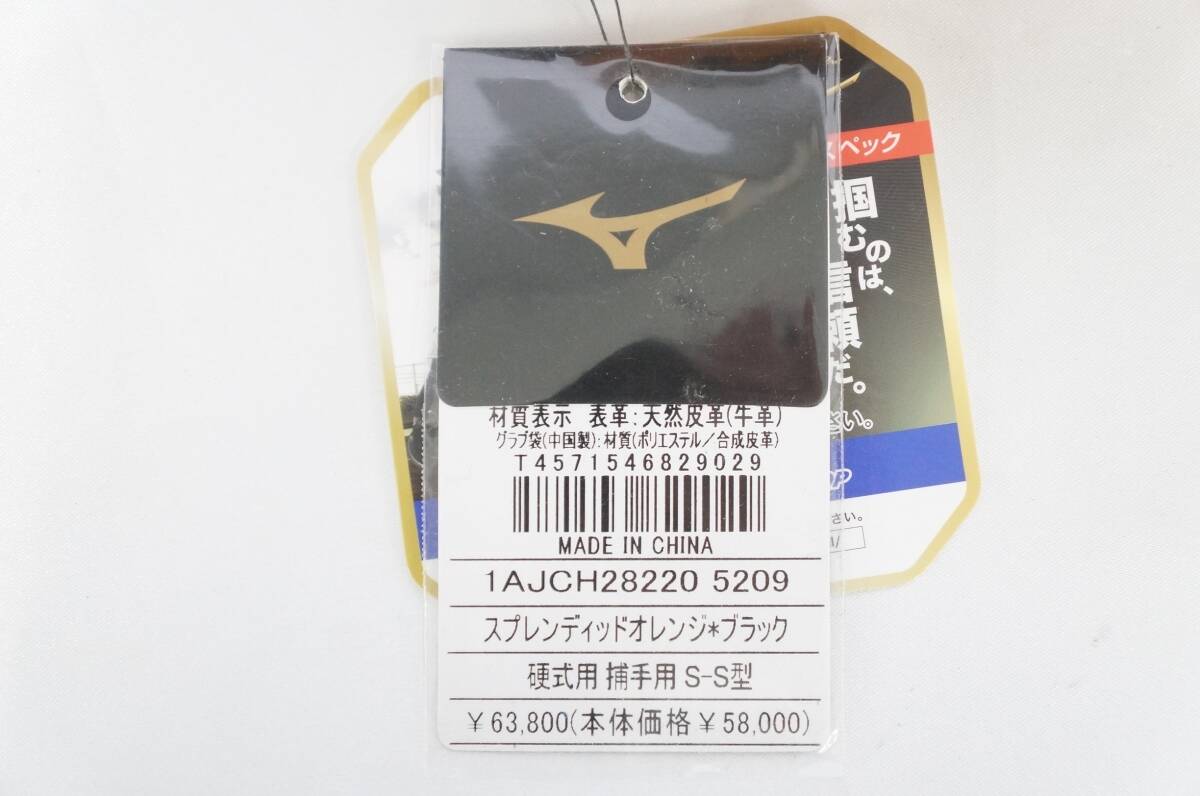 材質表示 表革:天然皮革(牛革)
グラブ袋(中国製):材質(ポリエステル/合成皮革)
T4571546829029
MADE IN CHINA
1AJCH28220 5209
スプレンディッドオレンジ*ブラック
硬式用 捕手用 S-S型
¥63,800(本体価格¥58,000)
スペック
掴むのは、
信頼だ。
さい。
さい。